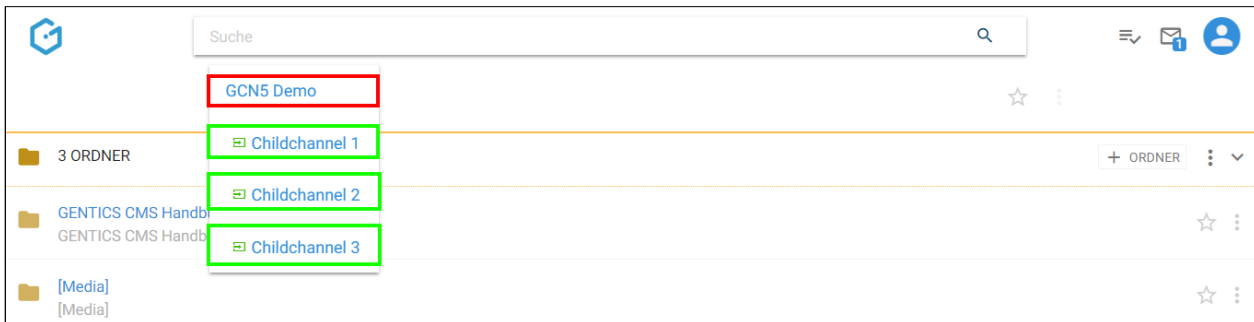 Suche
1
GCN5 Demo
Childchannel 1
3 ORDNER
+ ORDNER
Childchannel 2
GENTICS CMS Handb
GENTICS CMS Handb
Childchannel 3
[Media]
[Media]